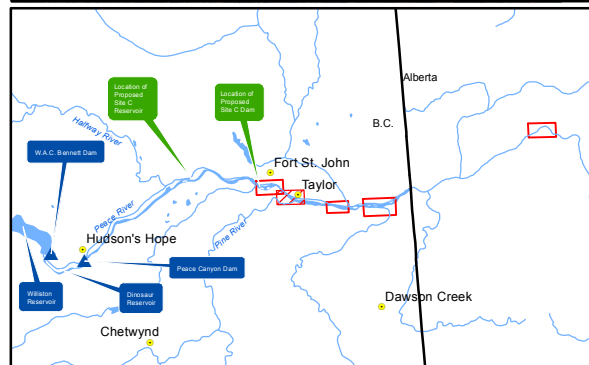 Alberta
Location of
Proposed
Site C
Reservoir
Location of
Proposed
Site C Dam
B.C.
Halfway River
W.A.C. Bennett Dam
Fort St. John
Taylor
Peace River
Pine River
Hudson's Hope
Peace Canyon Dam
Williston
Reservoir
Dinosaur
Reservoir
Dawson Creek
Chetwynd